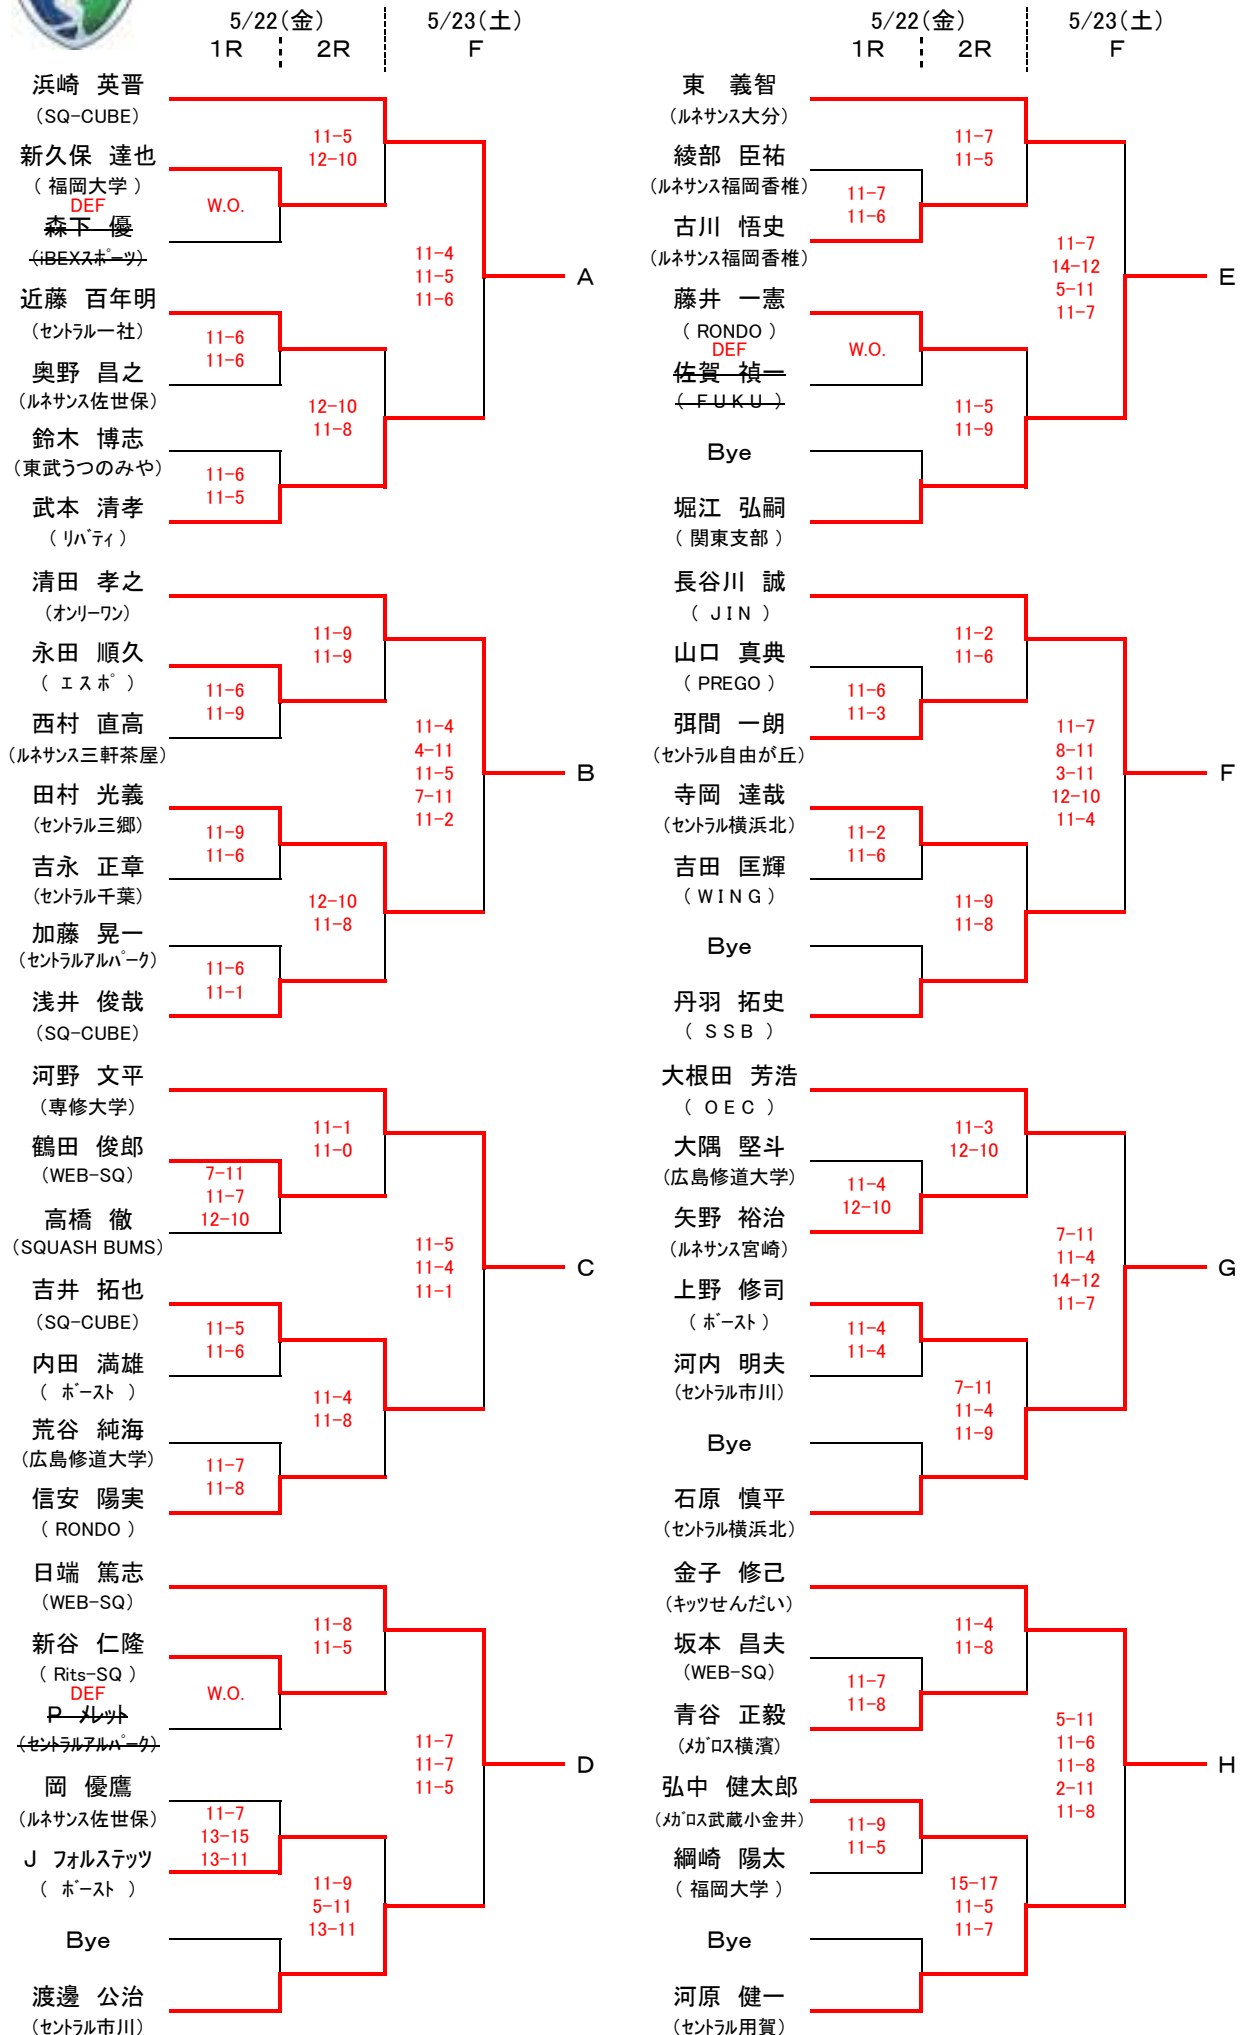 5/22(金) 5/23(土)
1R 2R F
浜崎 英晋
(SQ-CUBE)
11-5
12-10
新久保 達也
( 福岡大学 )
DEF
W.O.
森下 優
(iBEXスポーツ)
11-4
11-5
11-6
A
近藤 百年明
(セントラル一社)
11-6
11-6
奥野 昌之
(ルネサンス佐世保)
12-10
11-8
鈴木 博志
(東武うつのみや)
11-6
11-5
武本 清孝
( リバティ )
清田 孝之
(オンリーワン)
11-9
11-9
永田 順久
( エスポ )
11-6
11-9
西村 直高
(ルネサンス三軒茶屋)
11-4
4-11
11-5
7-11
11-2
B
田村 光義
(セントラル三郷)
11-9
11-6
吉永 正章
(セントラル千葉)
12-10
11-8
加藤 晃一
(セントラルアルパーク)
11-6
11-1
浅井 俊哉
(SQ-CUBE)
河野 文平
(専修大学)
11-1
11-0
鶴田 俊郎
(WEB-SQ)
7-11
11-7
12-10
高橋 徹
(SQUASH BUMS)
11-5
11-4
11-1
C
吉井 拓也
(SQ-CUBE)
11-5
11-6
内田 満雄
( ボースト )
11-4
11-8
荒谷 純海
(広島修道大学)
11-7
11-8
信安 陽実
( RONDO )
日端 篤志
(WEB-SQ)
11-8
11-5
新谷 仁隆
( Rits-SQ )
DEF
W.O.
P メレット
(セントラルアルパーク)
11-7
11-7
11-5
D
岡 優鷹
(ルネサンス佐世保)
11-7
13-15
13-11
J フォルステッツ
( ボースト )
11-9
5-11
13-11
Bye
渡邊 公治
(セントラル市川)
5/22(金) 5/23(土)
1R 2R F
東 義智
(ルネサンス大分)
11-7
11-5
綾部 臣祐
(ルネサンス福岡香椎)
11-7
11-6
古川 悟史
(ルネサンス福岡香椎)
11-7
14-12
5-11
11-7
E
藤井 一憲
( RONDO )
DEF
W.O.
佐賀 禎一
( FUKU )
11-5
11-9
Bye
堀江 弘嗣
( 関東支部 )
長谷川 誠
( JIN )
11-2
11-6
山口 真典
( PREGO )
11-6
11-3
弭間 一朗
(セントラル自由が丘)
11-7
8-11
3-11
12-10
11-4
F
寺岡 達哉
(セントラル横浜北)
11-2
11-6
吉田 匡輝
( WING )
11-9
11-8
Bye
丹羽 拓史
( SSB )
大根田 芳浩
( OEC )
11-3
12-10
大隅 堅斗
(広島修道大学)
11-4
12-10
矢野 裕治
(ルネサンス宮崎)
7-11
11-4
14-12
11-7
G
上野 修司
( ボースト )
11-4
11-4
河内 明夫
(セントラル市川)
7-11
11-4
11-9
Bye
石原 慎平
(セントラル横浜北)
金子 修己
(キッツせんだい)
11-4
11-8
坂本 昌夫
(WEB-SQ)
11-7
11-8
青谷 正毅
(メガロス横濱)
5-11
11-6
11-8
2-11
11-8
H
弘中 健太郎
(メガロス武蔵小金井)
11-9
11-5
綱崎 陽太
( 福岡大学 )
15-17
11-5
11-7
Bye
河原 健一
(セントラル用賀)